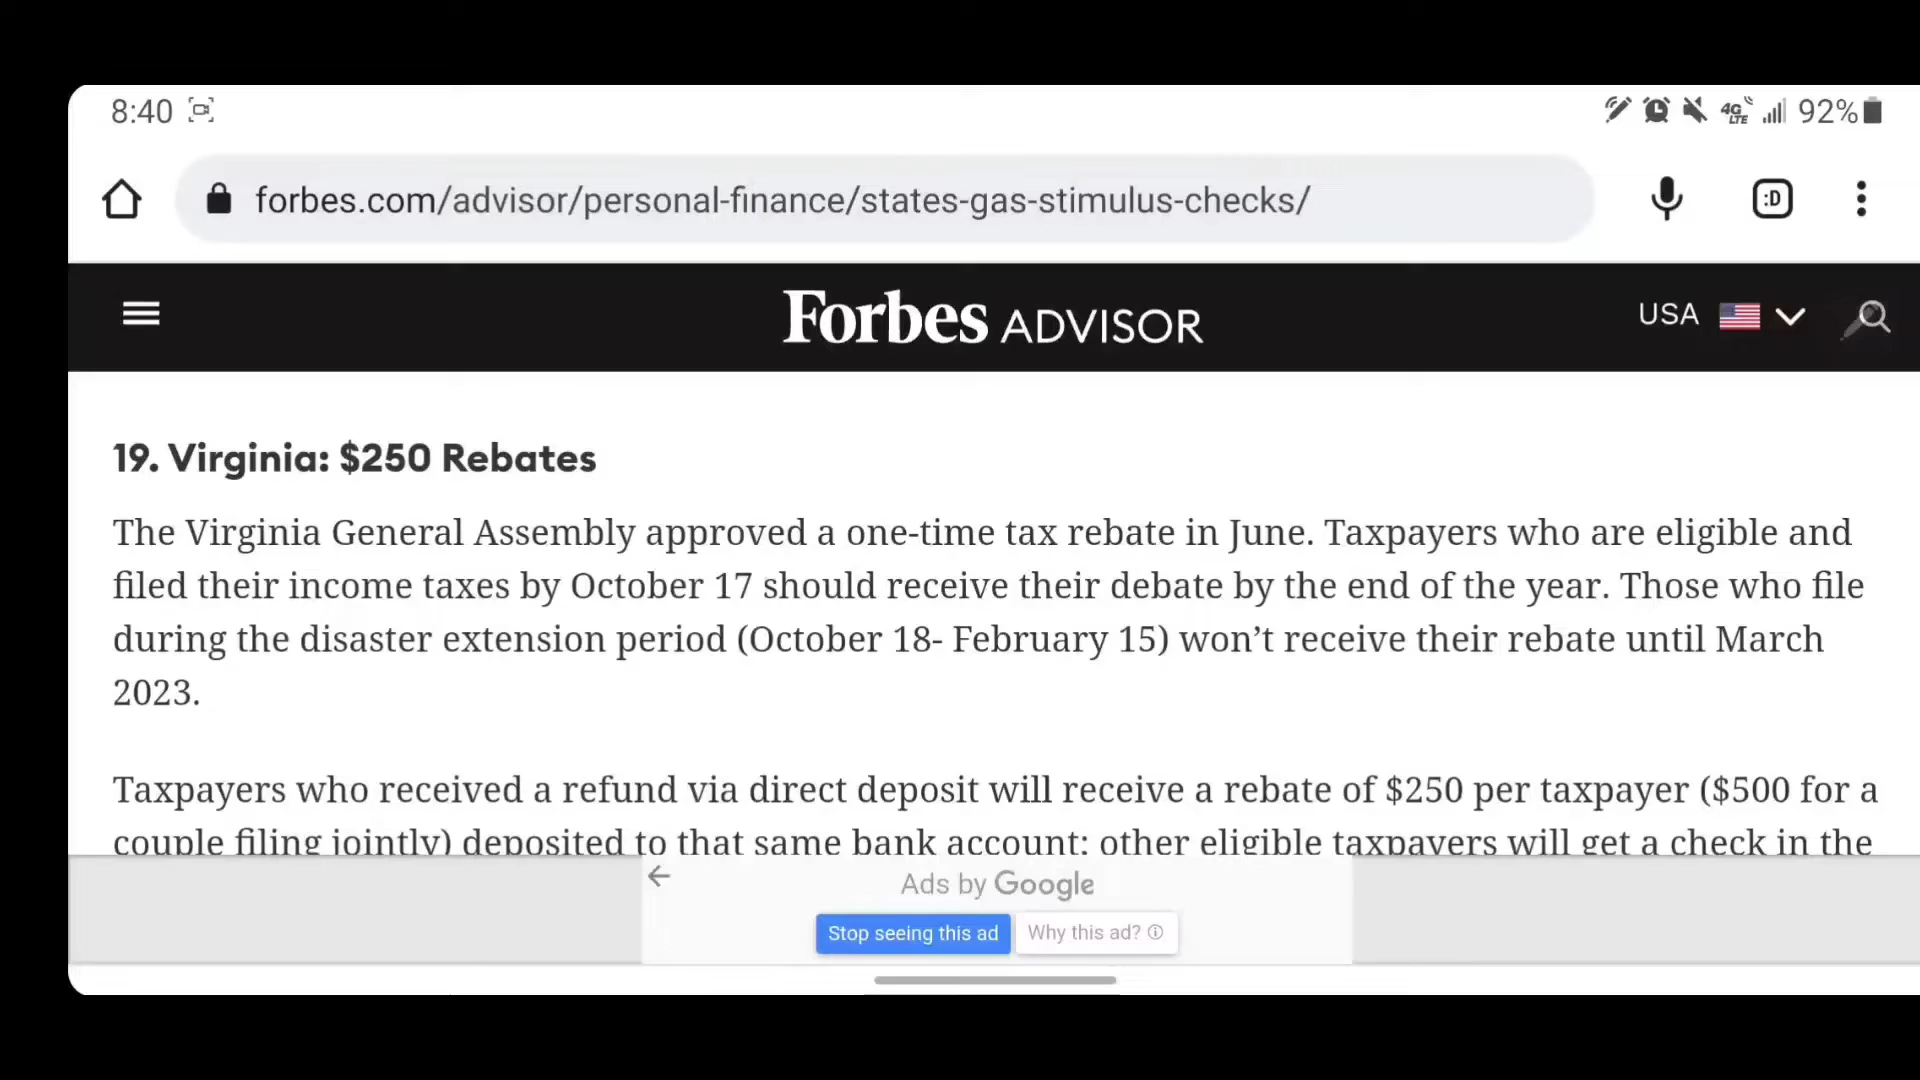 8:40
4G LTE 92%
forbes.com/advisor/personal-finance/states-gas-stimulus-checks/
:D
Forbes ADVISOR
USA
19. Virginia: $250 Rebates
The Virginia General Assembly approved a one-time tax rebate in June. Taxpayers who are eligible and
filed their income taxes by October 17 should receive their debate by the end of the year. Those who file
during the disaster extension period (October 18- February 15) won’t receive their rebate until March
2023.
Taxpayers who received a refund via direct deposit will receive a rebate of $250 per taxpayer ($500 for a
couple filing jointly) deposited to that same bank account; other eligible taxpayers will get a check in the
Ads by Google
Stop seeing this ad
Why this ad?